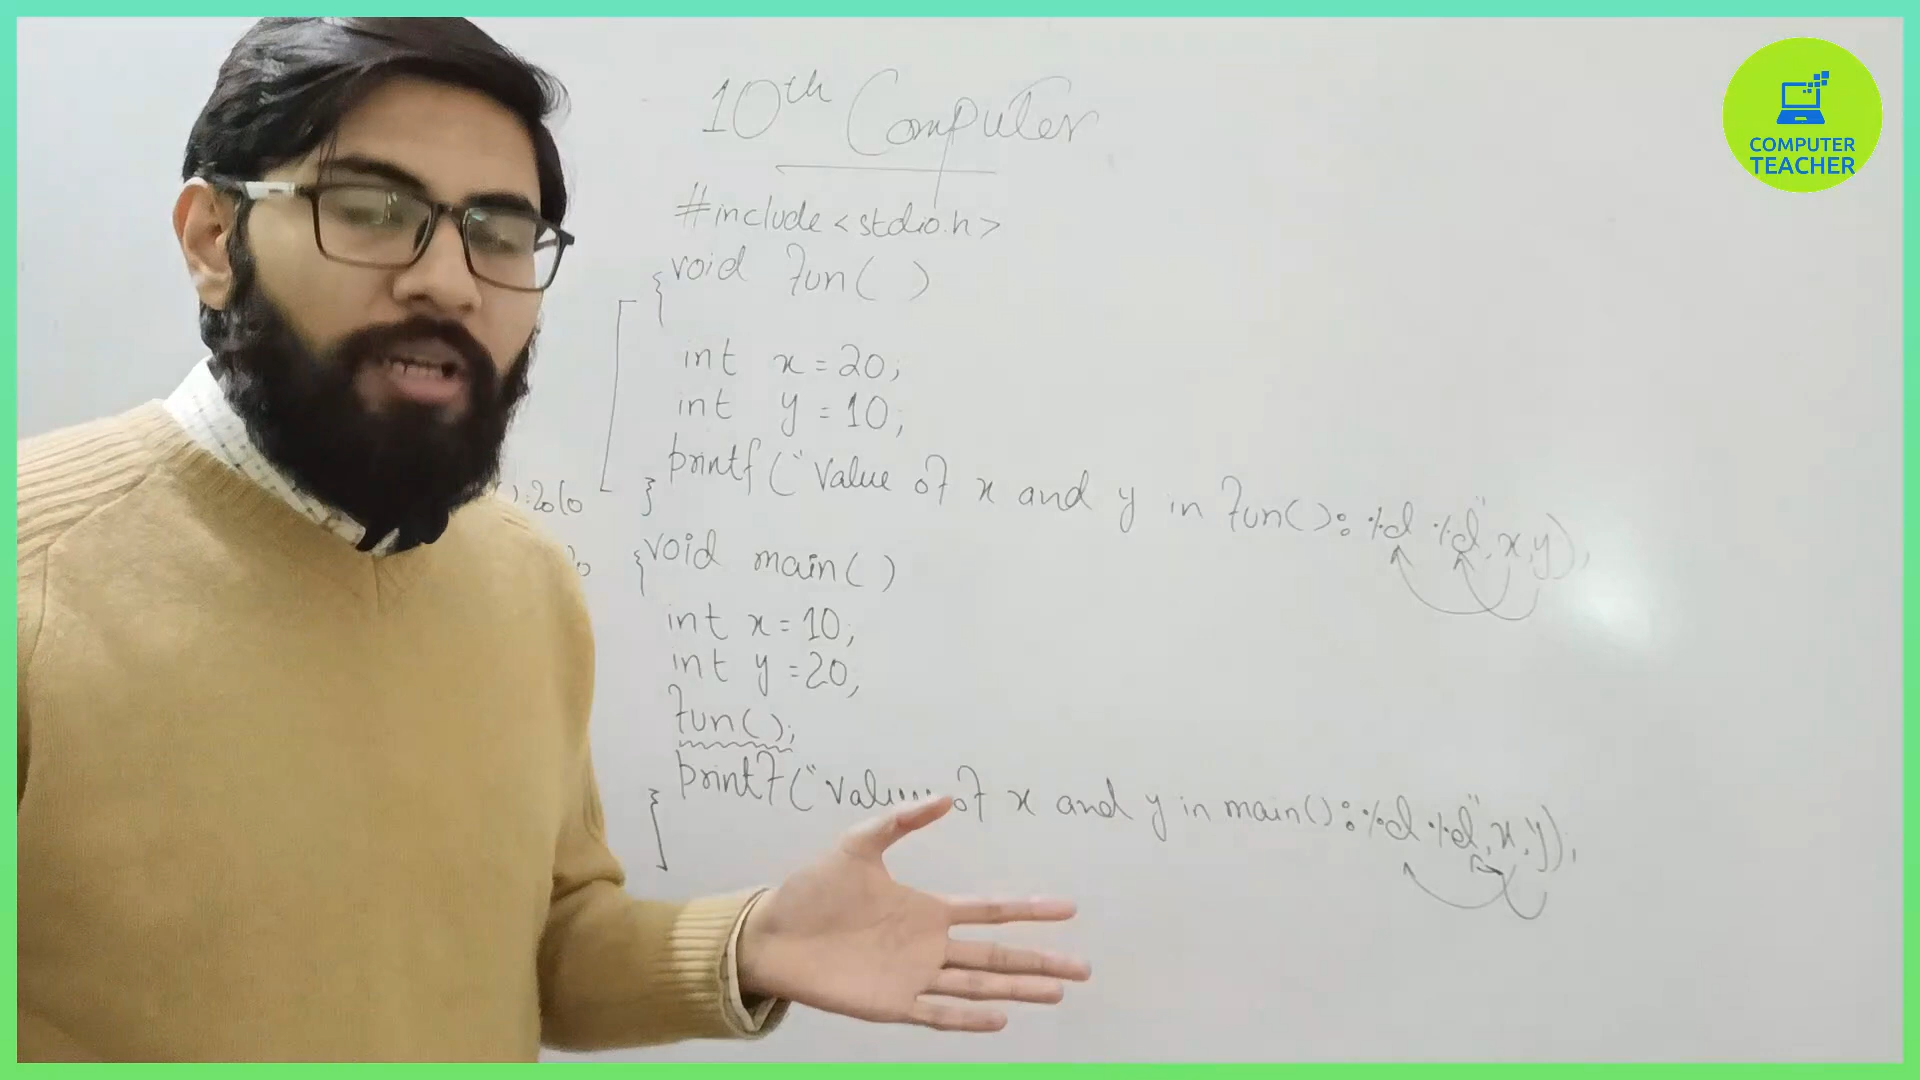 10th Computer
#include<stdio.h>
{void fun( )
int x=20;
int y=10;
printf("Value of x and y in fun():%d %d",x,y);
}
{void main( )
int x=10;
int y=20;
fun();
printf("Value of x and y in main():%d %d",x,y);
}
COMPUTER
TEACHER